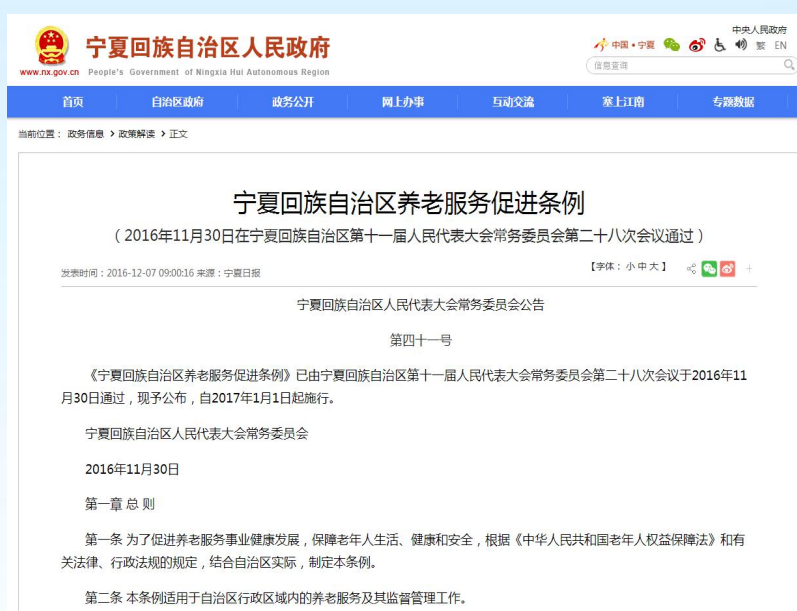 中央人民政府
宁夏回族自治区人民政府
中国•宁夏 繁 EN
www.nx.gov.cn People's Government of Ningxia Hui Autonomous Region
信息查询
首页 自治区政府 政务公开 网上办事 互动交流 塞上江南 专题数据
当前位置： 政务信息 > 政策解读 > 正文
宁夏回族自治区养老服务促进条例
（2016年11月30日在宁夏回族自治区第十一届人民代表大会常务委员会第二十八次会议通过）
发表时间：2016-12-07 09:00:16 来源：宁夏日报 【字体：小 中 大】
宁夏回族自治区人民代表大会常务委员会公告
第四十一号
《宁夏回族自治区养老服务促进条例》已由宁夏回族自治区第十一届人民代表大会常务委员会第二十八次会议于2016年11
月30日通过，现予公布，自2017年1月1日起施行。
宁夏回族自治区人民代表大会常务委员会
2016年11月30日
第一章 总 则
第一条 为了促进养老服务事业健康发展，保障老年人生活、健康和安全，根据《中华人民共和国老年人权益保障法》和有
关法律、行政法规的规定，结合自治区实际，制定本条例。
第二条 本条例适用于自治区行政区域内的养老服务及其监督管理工作。